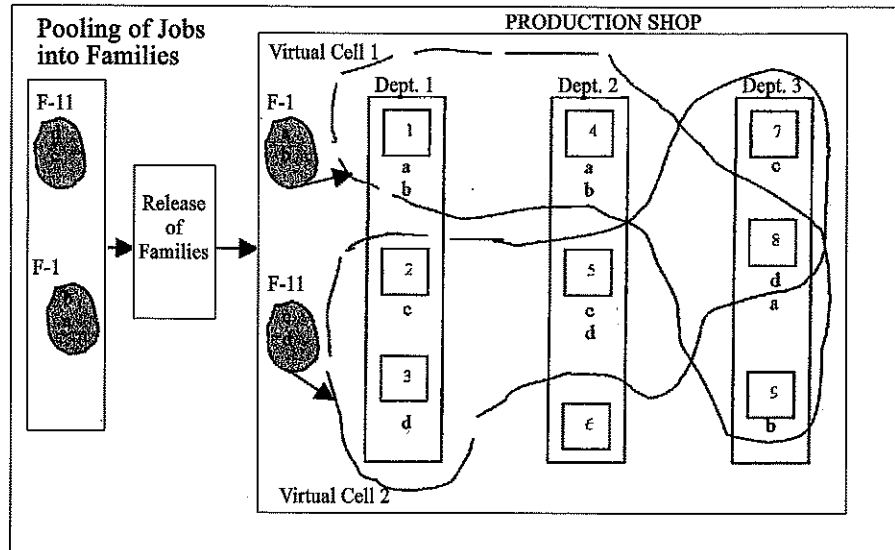 Pooling of Jobs
into Families
PRODUCTION SHOP
Virtual Cell 1
F-11
F-1
Release
of
Families
F-1
a
b
F-11
Dept. 1
1
a
b
2
c
3
d
Dept. 2
4
a
b
5
c
d
6
Dept. 3
7
c
8
d
a
9
b
Virtual Cell 2